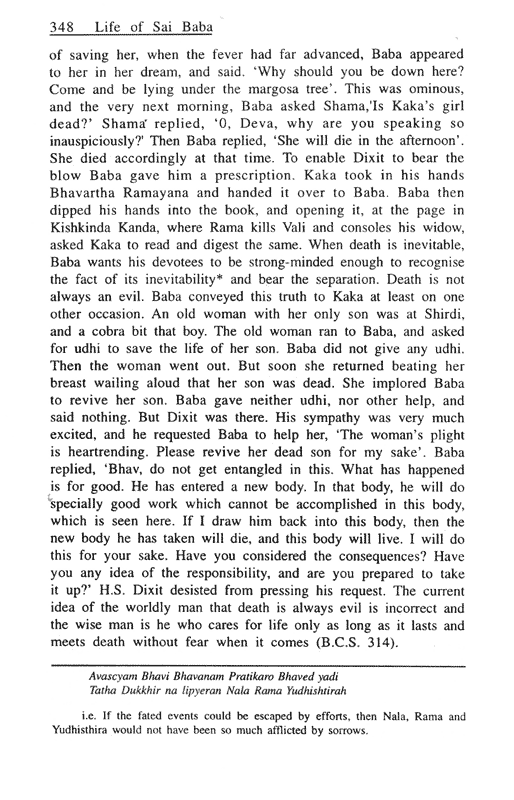 348 Life of Sai Baba
of saving her, when the fever had far advanced, Baba appeared
to her in her dream, and said. ‘Why should you be down here?
Come and be lying under the margosa tree’. This was ominous,
and the very next morning, Baba asked Shama,‘Is Kaka’s girl
dead?’ Shama replied, ‘0, Deva, why are you speaking so
inauspiciously?’ Then Baba replied, ‘She will die in the afternoon’.
She died accordingly at that time. To enable Dixit to bear the
blow Baba gave him a prescription. Kaka took in his hands
Bhavartha Ramayana and handed it over to Baba. Baba then
dipped his hands into the book, and opening it, at the page in
Kishkinda Kanda, where Rama kills Vali and consoles his widow,
asked Kaka to read and digest the same. When death is inevitable,
Baba wants his devotees to be strong-minded enough to recognise
the fact of its inevitability* and bear the separation. Death is not
always an evil. Baba conveyed this truth to Kaka at least on one
other occasion. An old woman with her only son was at Shirdi,
and a cobra bit that boy. The old woman ran to Baba, and asked
for udhi to save the life of her son. Baba did not give any udhi.
Then the woman went out. But soon she returned beating her
breast wailing aloud that her son was dead. She implored Baba
to revive her son. Baba gave neither udhi, nor other help, and
said nothing. But Dixit was there. His sympathy was very much
excited, and he requested Baba to help her, ‘The woman’s plight
is heartrending. Please revive her dead son for my sake’. Baba
replied, ‘Bhav, do not get entangled in this. What has happened
is for good. He has entered a new body. In that body, he will do
specially good work which cannot be accomplished in this body,
which is seen here. If I draw him back into this body, then the
new body he has taken will die, and this body will live. I will do
this for your sake. Have you considered the consequences? Have
you any idea of the responsibility, and are you prepared to take
it up?’ H.S. Dixit desisted from pressing his request. The current
idea of the worldly man that death is always evil is incorrect and
the wise man is he who cares for life only as long as it lasts and
meets death without fear when it comes (B.C.S. 314).
Avascyam Bhavi Bhavanam Pratikaro Bhaved yadi
Tatha Dukkhir na lipyeran Nala Rama Yudhishtirah
i.e. If the fated events could be escaped by efforts, then Nala, Rama and
Yudhisthira would not have been so much afflicted by sorrows.